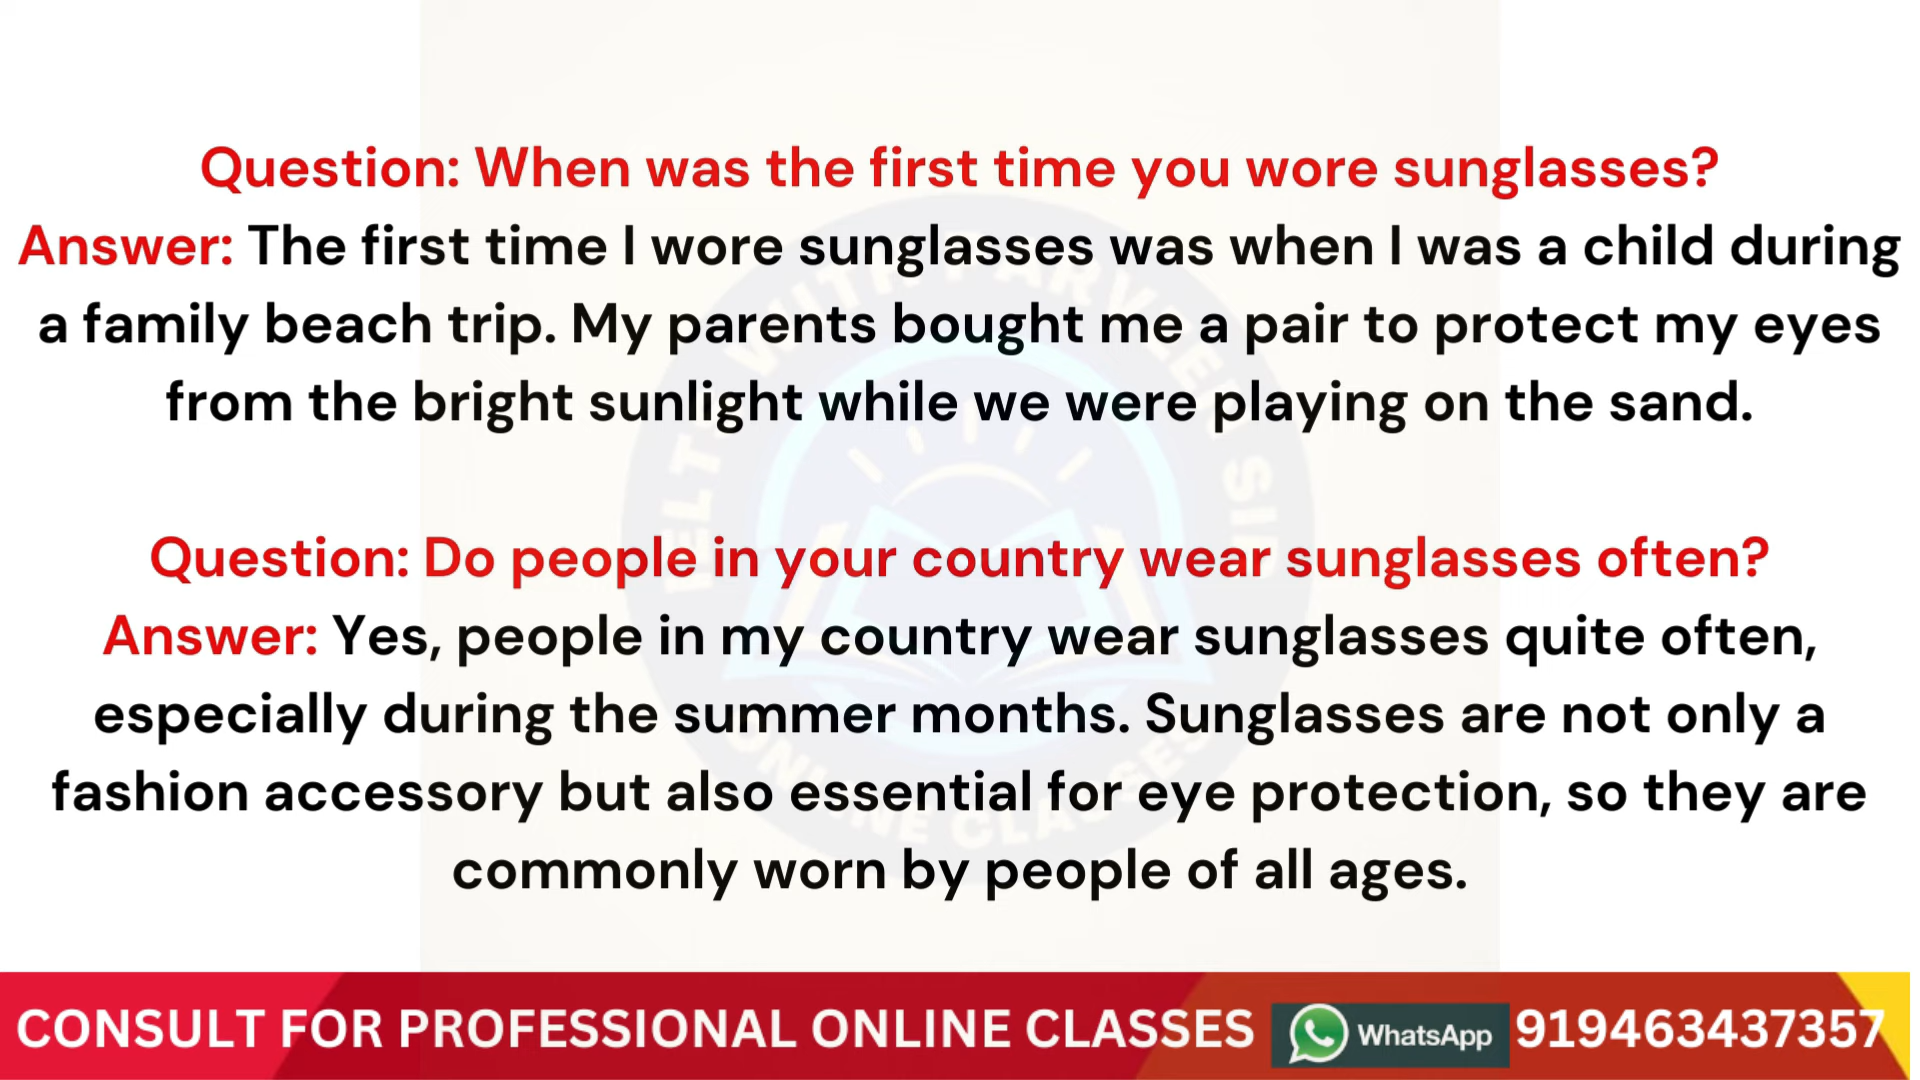 Question: When was the first time you wore sunglasses?
Answer: The first time I wore sunglasses was when I was a child during
a family beach trip. My parents bought me a pair to protect my eyes
from the bright sunlight while we were playing on the sand.
Question: Do people in your country wear sunglasses often?
Answer: Yes, people in my country wear sunglasses quite often,
especially during the summer months. Sunglasses are not only a
fashion accessory but also essential for eye protection, so they are
commonly worn by people of all ages.
CONSULT FOR PROFESSIONAL ONLINE CLASSES WhatsApp 919463437357